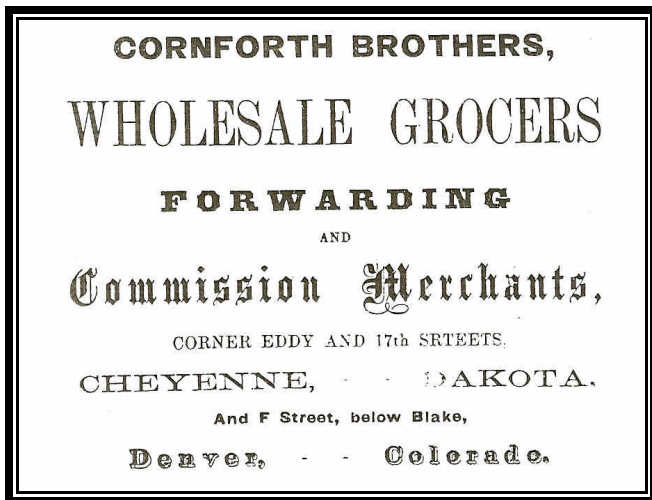 CORNFORTH BROTHERS,
WHOLESALE GROCERS
FORWARDING
AND
Commission Merchants,
CORNER EDDY AND 17th SRTEETS.
CHEYENNE, - - DAKOTA.
And F Street, below Blake,
Denver, - - Colorado.